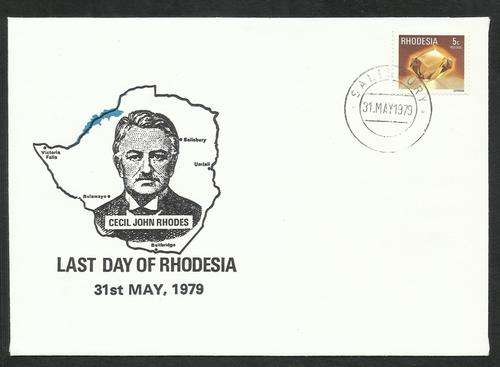 RHODESIA 5c
POSTAGE
SALISBURY
31.MAY1979
Victoria
Falls
Salisbury
Umtali
Bulawayo
CECIL JOHN RHODES
Beitbridge
LAST DAY OF RHODESIA
31st MAY, 1979